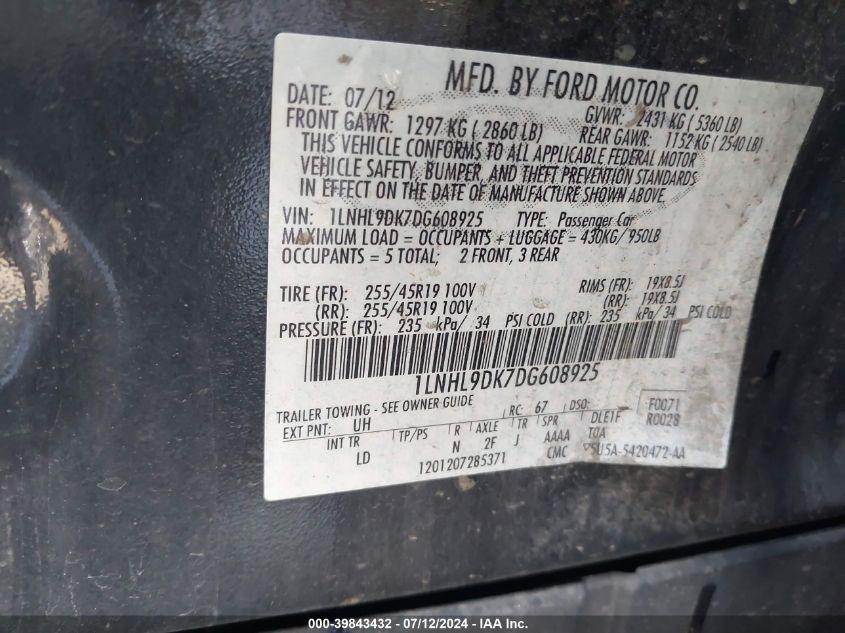 MFD. BY FORD MOTOR CO.
DATE: 07/12 GVWR: 2431 KG ( 5360 LB)
FRONT GAWR: 1297 KG ( 2860 LB) REAR GAWR: 1152 KG ( 2540 LB)
THIS VEHICLE CONFORMS TO ALL APPLICABLE FEDERAL MOTOR
VEHICLE SAFETY, BUMPER, AND THEFT PREVENTION STANDARDS
IN EFFECT ON THE DATE OF MANUFACTURE SHOWN ABOVE.
VIN: 1LNHL9DK7DG608925 TYPE: Passenger Car
MAXIMUM LOAD = OCCUPANTS + LUGGAGE = 430KG/ 950LB
OCCUPANTS = 5 TOTAL; 2 FRONT, 3 REAR
TIRE (FR): 255/45R19 100V RIMS (FR): 19X8.5J
(RR): 255/45R19 100V (RR): 19X8.5J
PRESSURE (FR): 235 kPa/ 34 PSI COLD (RR): 235 kPa/ 34 PSI COLD
1LNHL9DK7DG608925
TRAILER TOWING - SEE OWNER GUIDE
EXT PNT: UH RC: 67 DSO: F0071
DLE1F R0028
INT TR TP/PS R AXLE TR SPR
LD N 2F J AAAA T0A
1201207285371 CMC 5U5A-5420472-AA
000-39843432 - 07/12/2024 - IAA Inc.